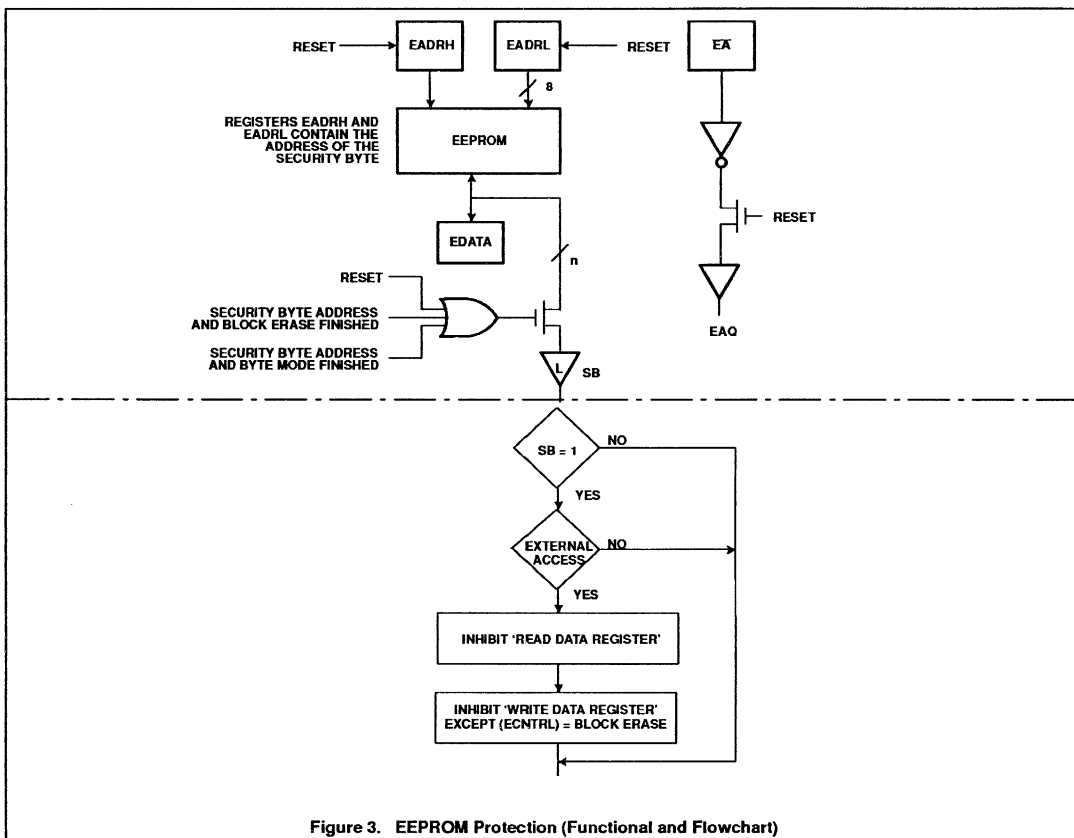 RESET
EADRH
EADRL
RESET
EA
8
REGISTERS EADRH AND
EADRL CONTAIN THE
ADDRESS OF THE
SECURITY BYTE
EEPROM
RESET
EDATA
n
RESET
SECURITY BYTE ADDRESS
AND BLOCK ERASE FINISHED
SECURITY BYTE ADDRESS
AND BYTE MODE FINISHED
EAQ
L
SB
SB = 1
NO
YES
EXTERNAL
ACCESS
NO
YES
INHIBIT ‘READ DATA REGISTER’
INHIBIT ‘WRITE DATA REGISTER’
EXCEPT (ECNTRL) = BLOCK ERASE
Figure 3. EEPROM Protection (Functional and Flowchart)